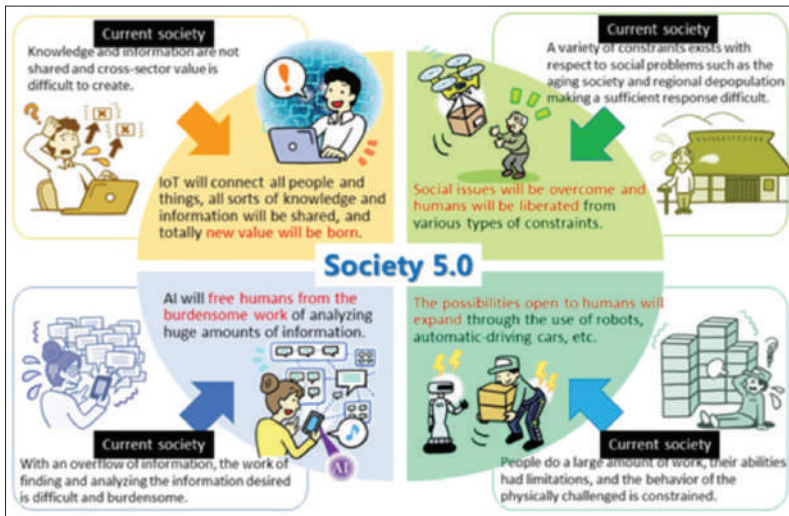 Current society
Knowledge and information are not
shared and cross-sector value is
difficult to create.
IoT will connect all people and
things, all sorts of knowledge and
information will be shared, and
totally new value will be born.
Current society
A variety of constraints exists with
respect to social problems such as the
aging society and regional depopulation
making a sufficient response difficult.
Social issues will be overcome and
humans will be liberated from
various types of constraints.
Society 5.0
AI will free humans from the
burdensome work of analyzing
huge amounts of information.
AI
Current society
With an overflow of information, the work of
finding and analyzing the information desired
is difficult and burdensome.
The possibilities open to humans will
expand through the use of robots,
automatic-driving cars, etc.
Current society
People do a large amount of work, their abilities
had limitations, and the behavior of the
physically challenged is constrained.